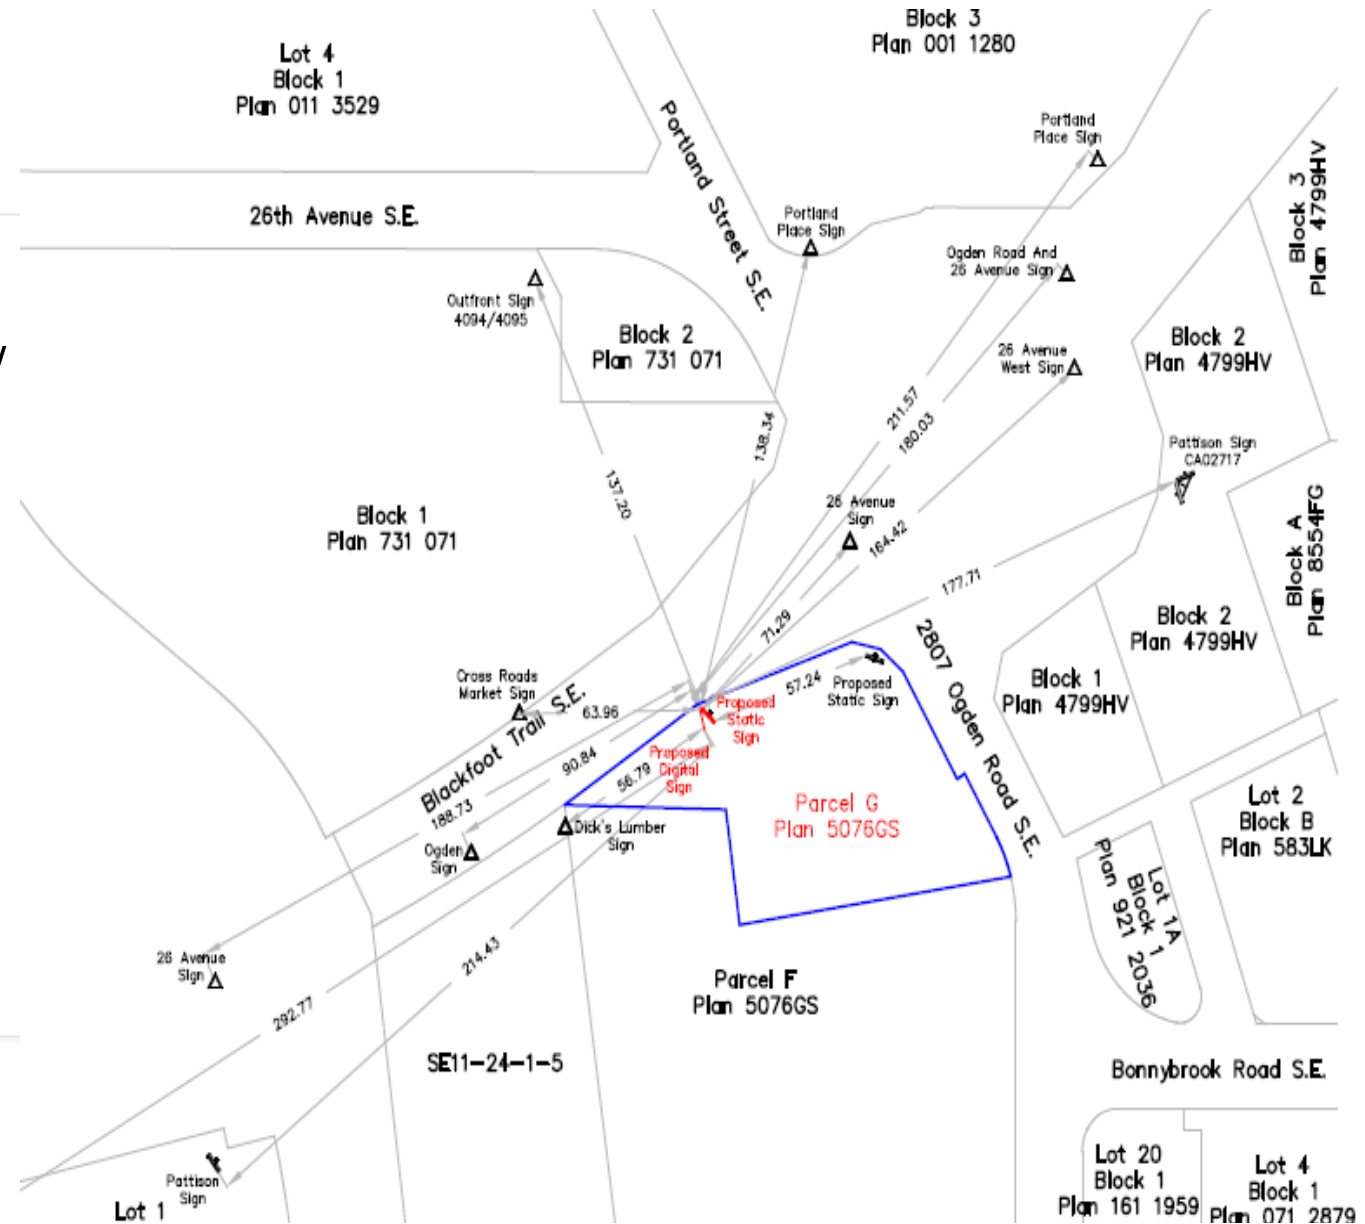 Block 3
Plan 001 1280
Lot 4
Block 1
Plan 011 3529
Portland
Place Sign
Portland Street S.E.
Block 3
Plan 4799HV
26th Avenue S.E.
Portland
Place Sign
Ogden Road And
26 Avenue Sign
Outfront Sign
4094/4095
Block 2
Plan 731 071
26 Avenue
West Sign
Block 2
Plan 4799HV
211.57
180.03
138.34
Pattison Sign
CA02717
137.20
Block 1
Plan 731 071
26 Avenue
Sign
164.42
Block A
Plan 8554FG
177.71
71.29
Block 2
Plan 4799HV
2807 Ogden Road S.E.
Cross Roads
Market Sign
57.24
Proposed
Static Sign
Block 1
Plan 4799HV
63.96
Proposed
Static
Sign
Blackfoot Trail S.E.
90.84
Proposed
Digital
Sign
56.79
188.73
Parcel G
Plan 5076GS
Lot 2
Block B
Plan 583LK
Dick's Lumber
Sign
Ogden
Sign
Lot 1A
Block 1
Plan 921 2036
214.43
26 Avenue
Sign
Parcel F
Plan 5076GS
292.77
SE11-24-1-5
Bonnybrook Road S.E.
Pattison
Sign
Lot 1
Lot 20
Block 1
Plan 161 1959
Lot 4
Block 1
Plan 071 2879